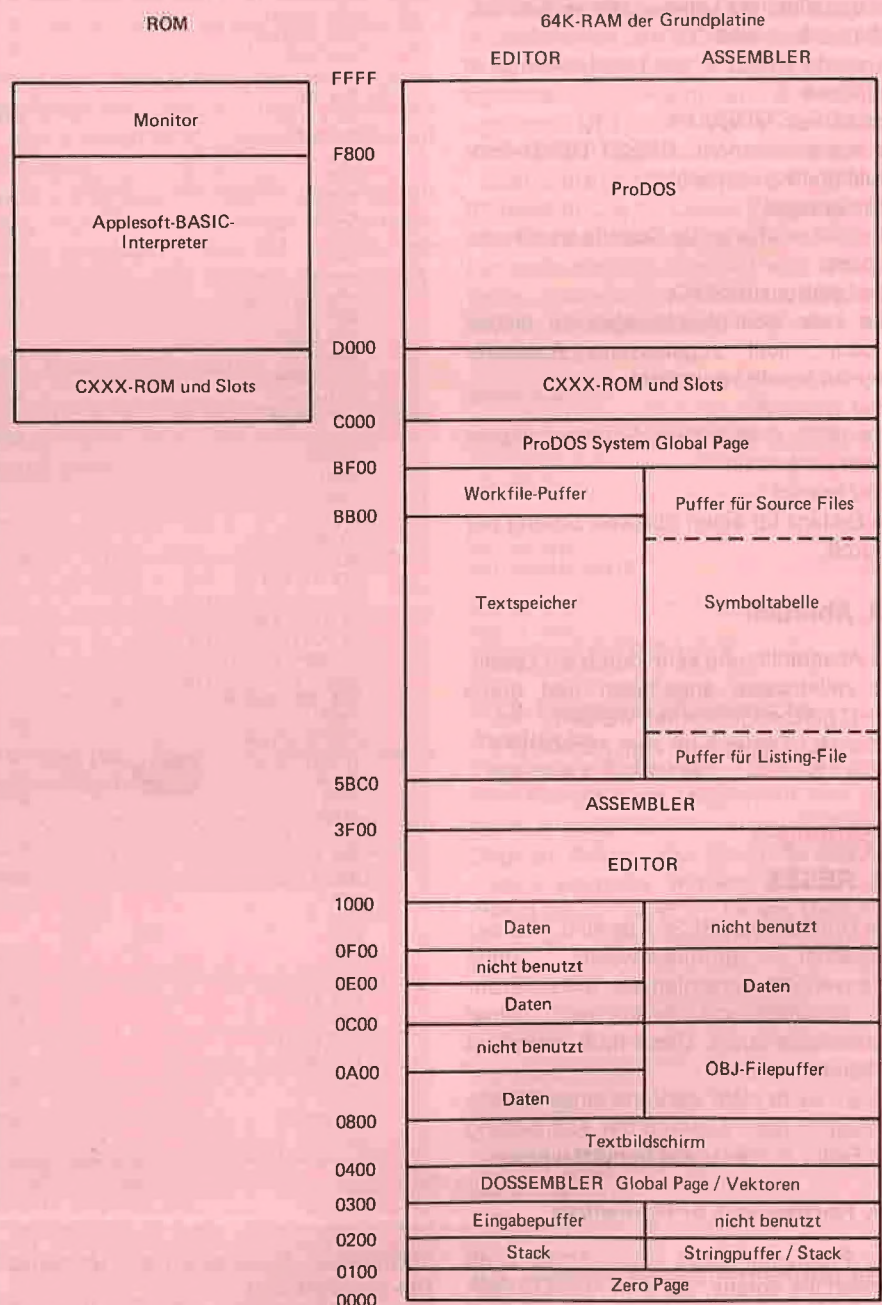 ROM
64K-RAM der Grundplatine
EDITOR ASSEMBLER
FFFF
Monitor
F800
ProDOS
Applesoft-BASIC-
Interpreter
D000
CXXX-ROM und Slots
CXXX-ROM und Slots
C000
ProDOS System Global Page
BF00
Workfile-Puffer
Puffer für Source Files
BB00
Textspeicher
Symboltabelle
Puffer für Listing-File
5BC0
ASSEMBLER
3F00
EDITOR
1000
Daten
nicht benutzt
0F00
nicht benutzt
0E00
Daten
Daten
0C00
nicht benutzt
OBJ-Filepuffer
0A00
Daten
0800
Textbildschirm
0400
DOSSEMBLER Global Page / Vektoren
0300
Eingabepuffer
nicht benutzt
0200
Stack
Stringpuffer / Stack
0100
Zero Page
0000